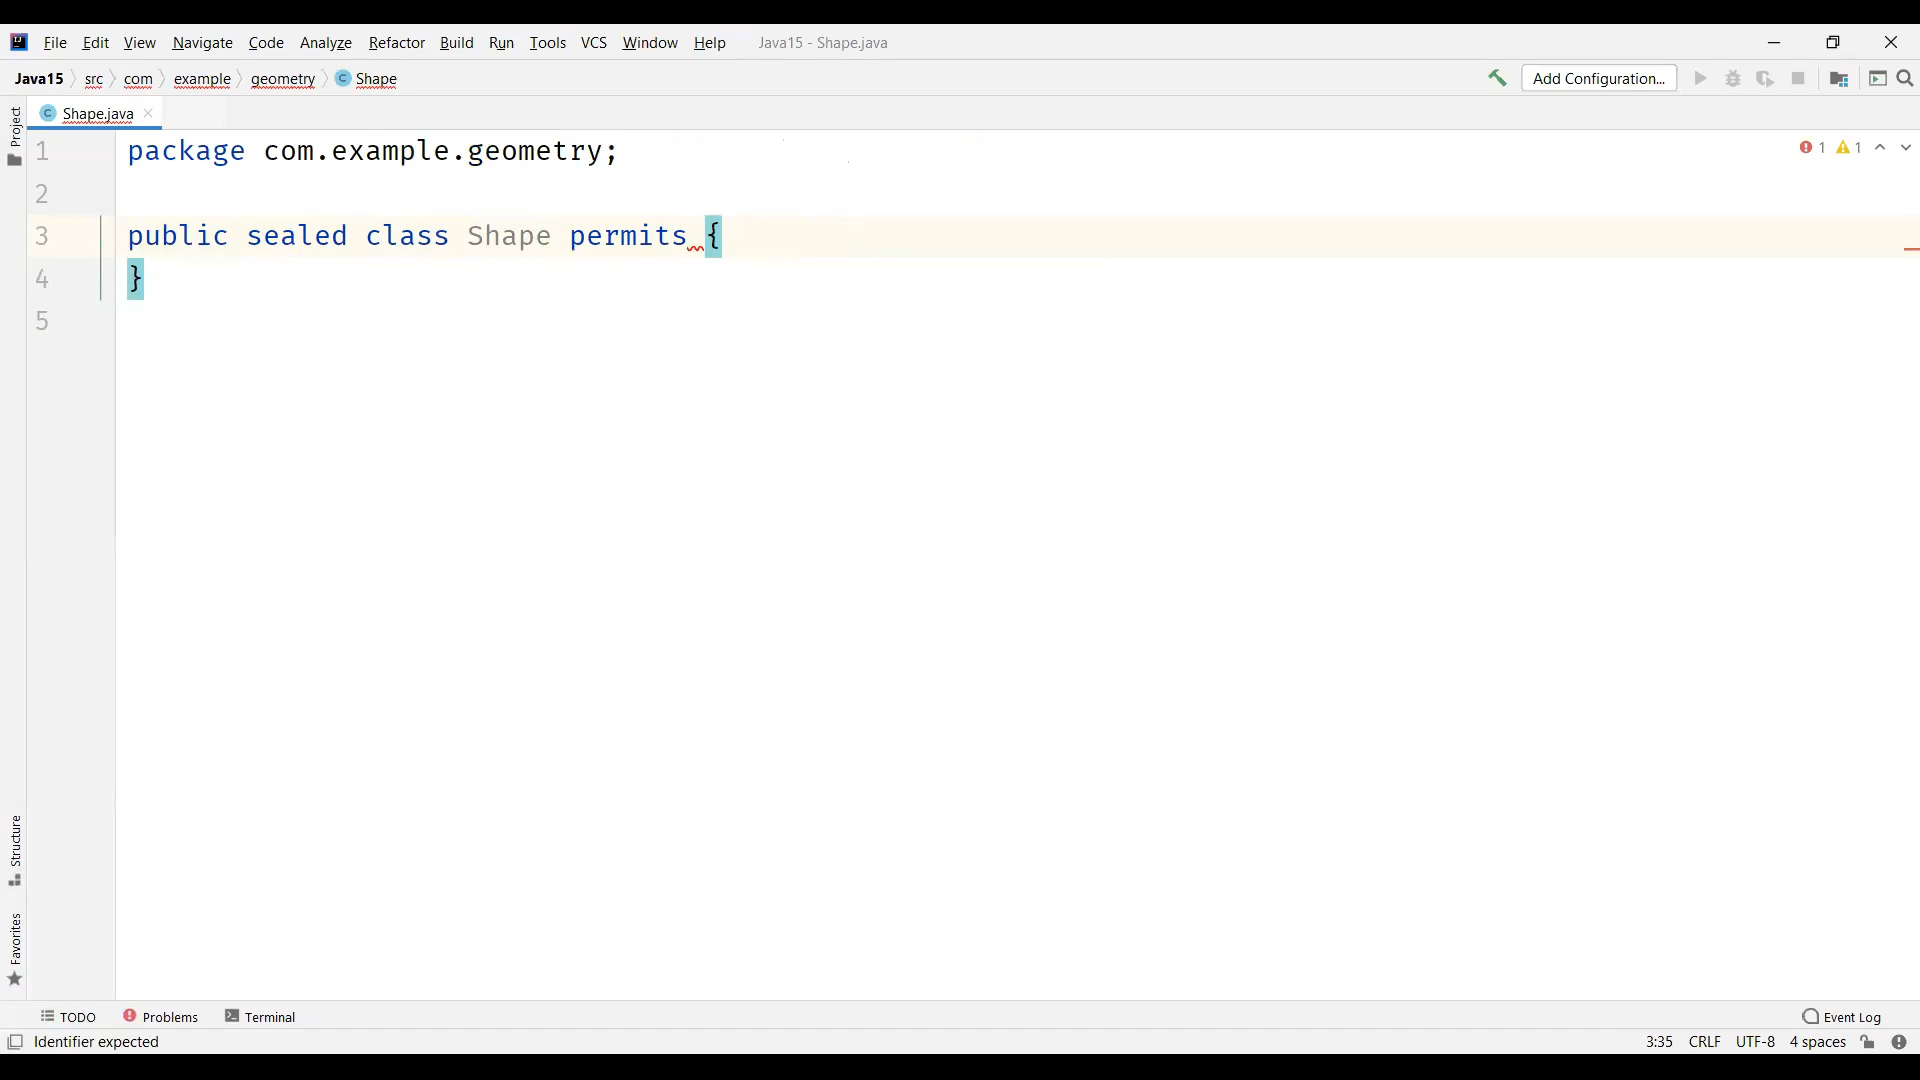 File Edit View Navigate Code Analyze Refactor Build Run Tools VCS Window Help Java15 - Shape.java
Java15 src com example geometry C Shape Add Configuration...
Project
C Shape.java
1 package com.example.geometry; 1 1
2
3 public sealed class Shape permits {
4 }
5
Structure
Favorites
TODO Problems Terminal Event Log
Identifier expected 3:35 CRLF UTF-8 4 spaces